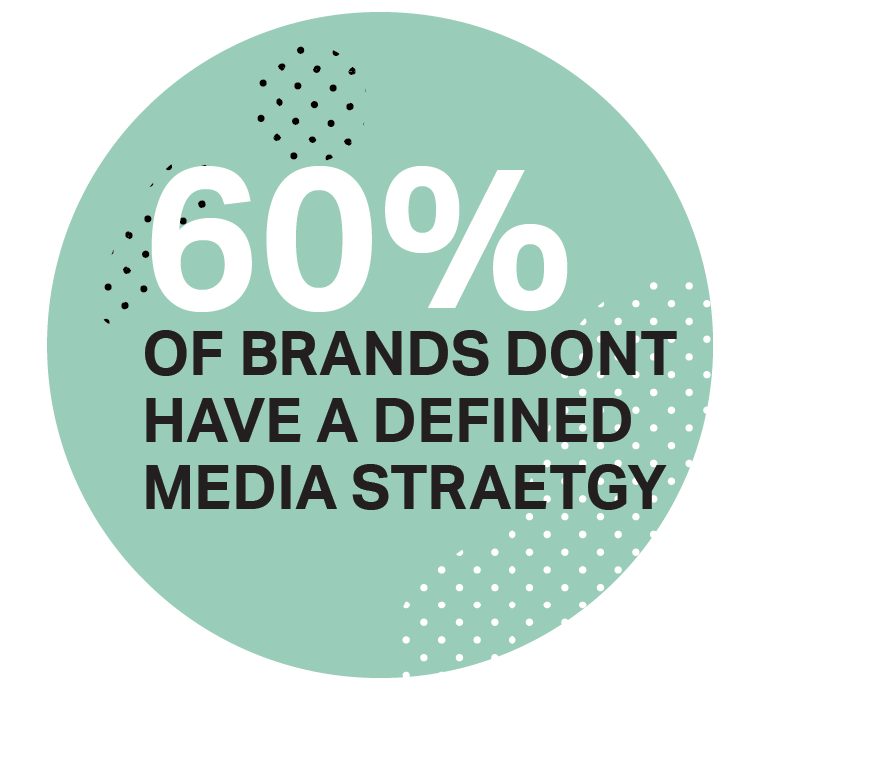 60%
OF BRANDS DONT
HAVE A DEFINED
MEDIA STRAETGY